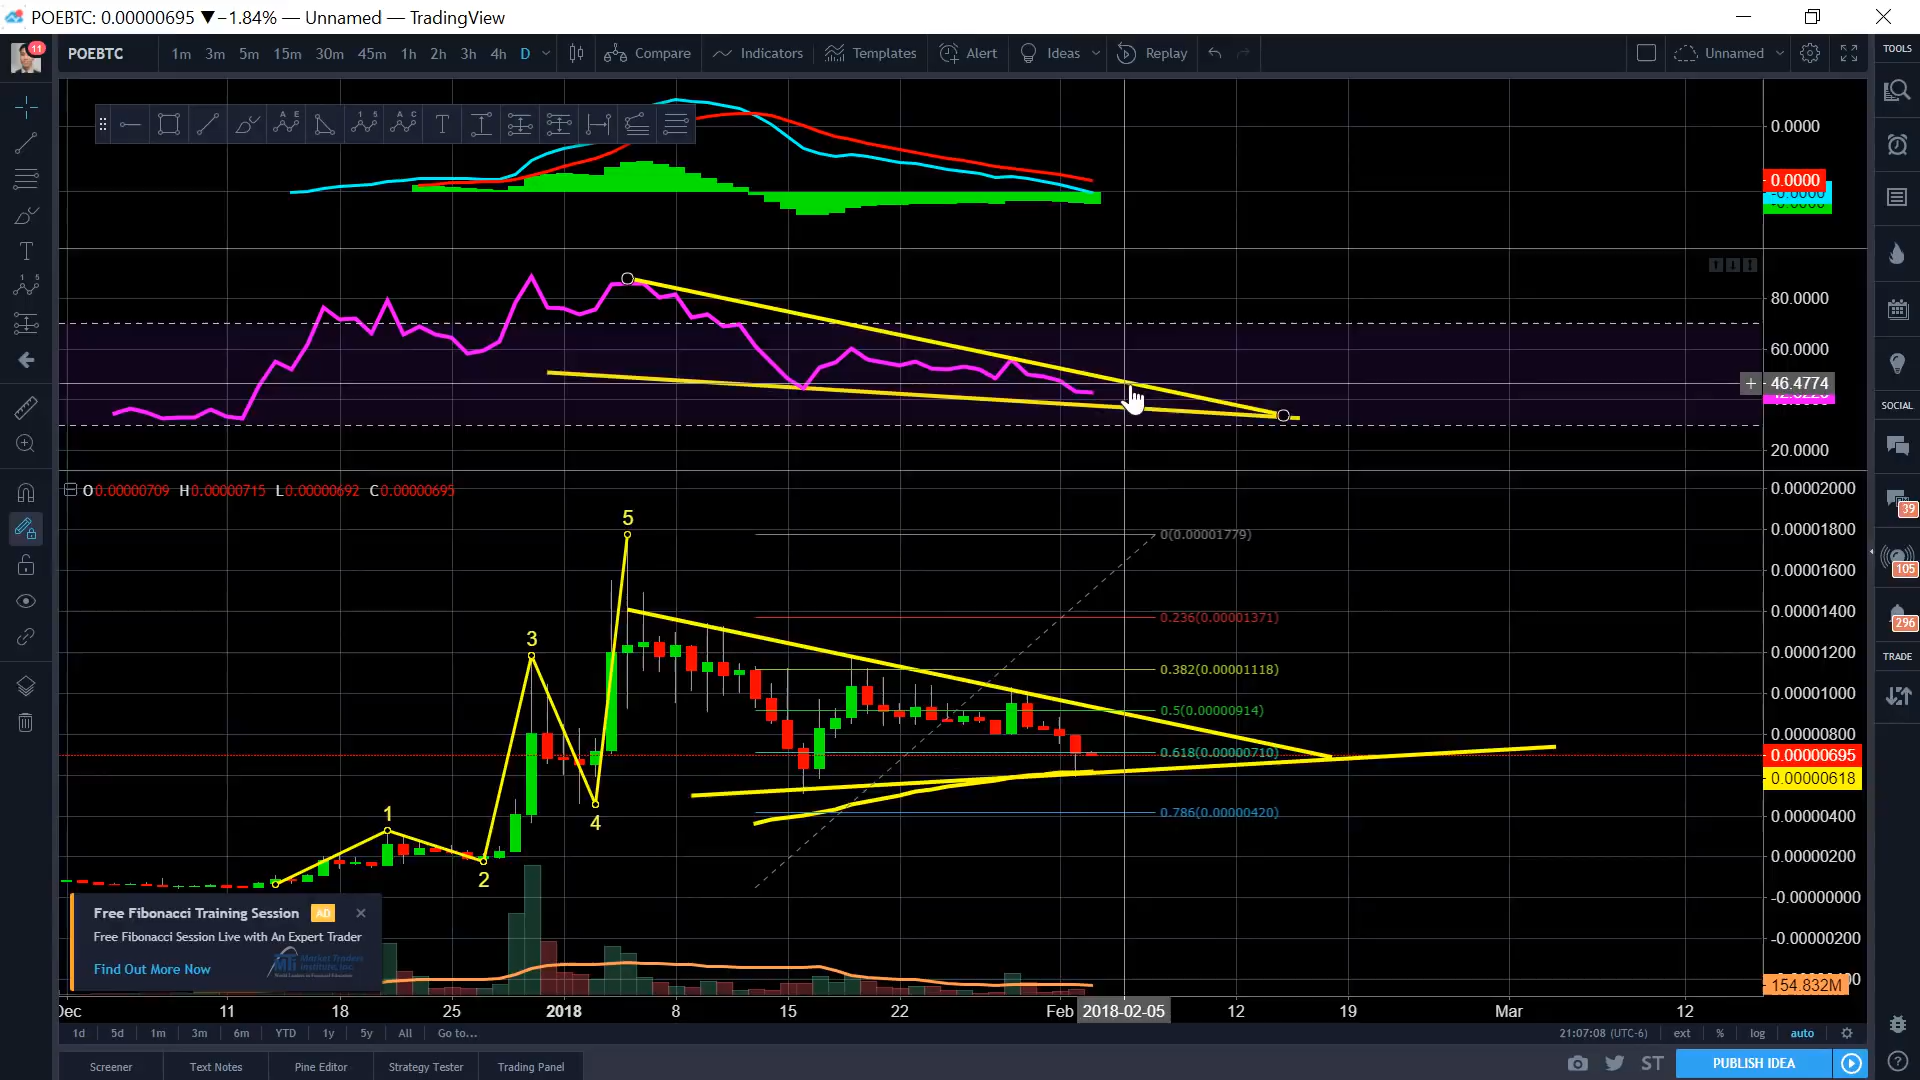 POEBTC: 0.00000695 ▼−1.84% — Unnamed — TradingView
11
POEBTC 1m 3m 5m 15m 30m 45m 1h 2h 3h 4h D Compare Indicators Templates Alert Ideas Replay Unnamed
TOOLS
A E
1 5
A C
0.0000
0.0000
-0.0000
80.0000
60.0000
46.4774
20.0000
SOCIAL
39
105
296
TRADE
O0.00000709 H0.00000715 L0.00000692 C0.00000695
0.00002000
0.00001800
0.00001600
0.00001400
0.00001200
0.00001000
0.00000800
0.00000695
0.00000618
0.00000400
0.00000200
-0.00000000
-0.00000200
154.832M
5
3
1
4
2
0(0.00001779)
0.236(0.00001371)
0.382(0.00001118)
0.5(0.00000914)
0.618(0.00000710)
0.786(0.00000420)
Free Fibonacci Training Session AD
Free Fibonacci Session Live with An Expert Trader
Find Out More Now
Market Traders
Institute, Inc.
Dec 11 18 25 2018 8 15 22 Feb 2018-02-05 12 19 Mar 12
1d 5d 1m 3m 6m YTD 1y 5y All Go to... 21:07:08 (UTC-6) ext % log auto
Screener Text Notes Pine Editor Strategy Tester Trading Panel ST PUBLISH IDEA